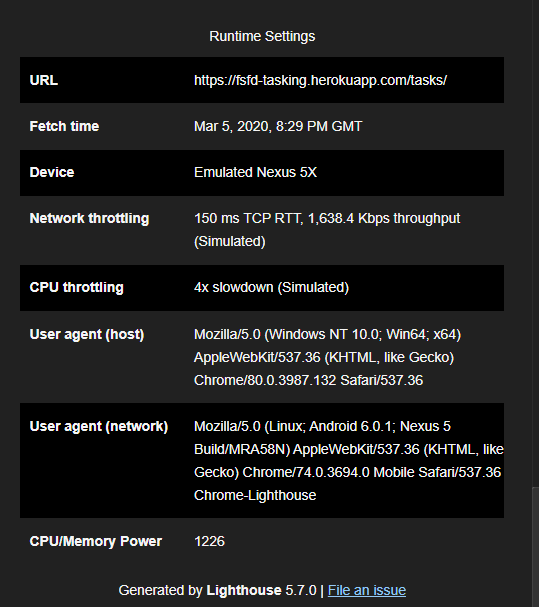 Runtime Settings
URL https://fsfd-tasking.herokuapp.com/tasks/
Fetch time Mar 5, 2020, 8:29 PM GMT
Device Emulated Nexus 5X
Network throttling 150 ms TCP RTT, 1,638.4 Kbps throughput
(Simulated)
CPU throttling 4x slowdown (Simulated)
User agent (host) Mozilla/5.0 (Windows NT 10.0; Win64; x64)
AppleWebKit/537.36 (KHTML, like Gecko)
Chrome/80.0.3987.132 Safari/537.36
User agent (network) Mozilla/5.0 (Linux; Android 6.0.1; Nexus 5
Build/MRA58N) AppleWebKit/537.36 (KHTML, like
Gecko) Chrome/74.0.3694.0 Mobile Safari/537.36
Chrome-Lighthouse
CPU/Memory Power 1226
Generated by Lighthouse 5.7.0 | File an issue